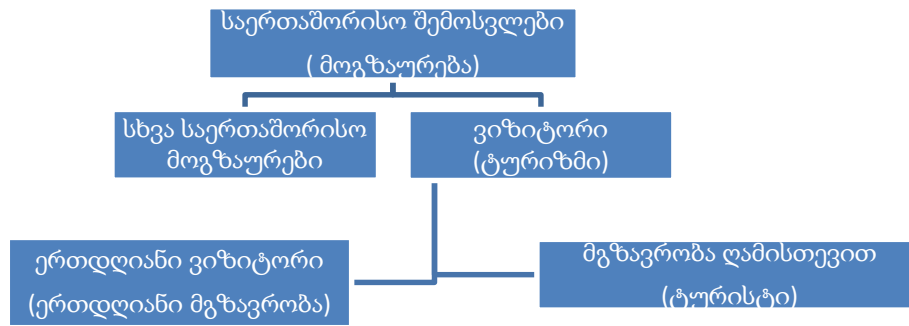 საერთაშორისო შემოსვლები
( მოგზაურება)
სხვა საერთაშორისო
მოგზაურები
ვიზიტორი
(ტურიზმი)
ერთდღიანი ვიზიტორი
(ერთდღიანი მგზავრობა)
მგზავრობა ღამისთევით
(ტურისტი)